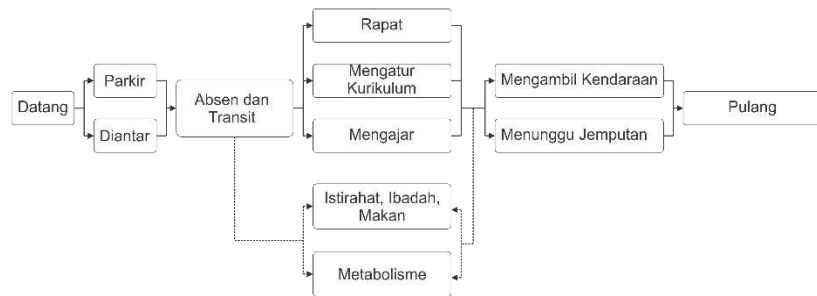 Datang
Parkir
Diantar
Absen dan
Transit
Rapat
Mengatur
Kurikulum
Mengajar
Istirahat, Ibadah,
Makan
Metabolisme
Mengambil Kendaraan
Menunggu Jemputan
Pulang